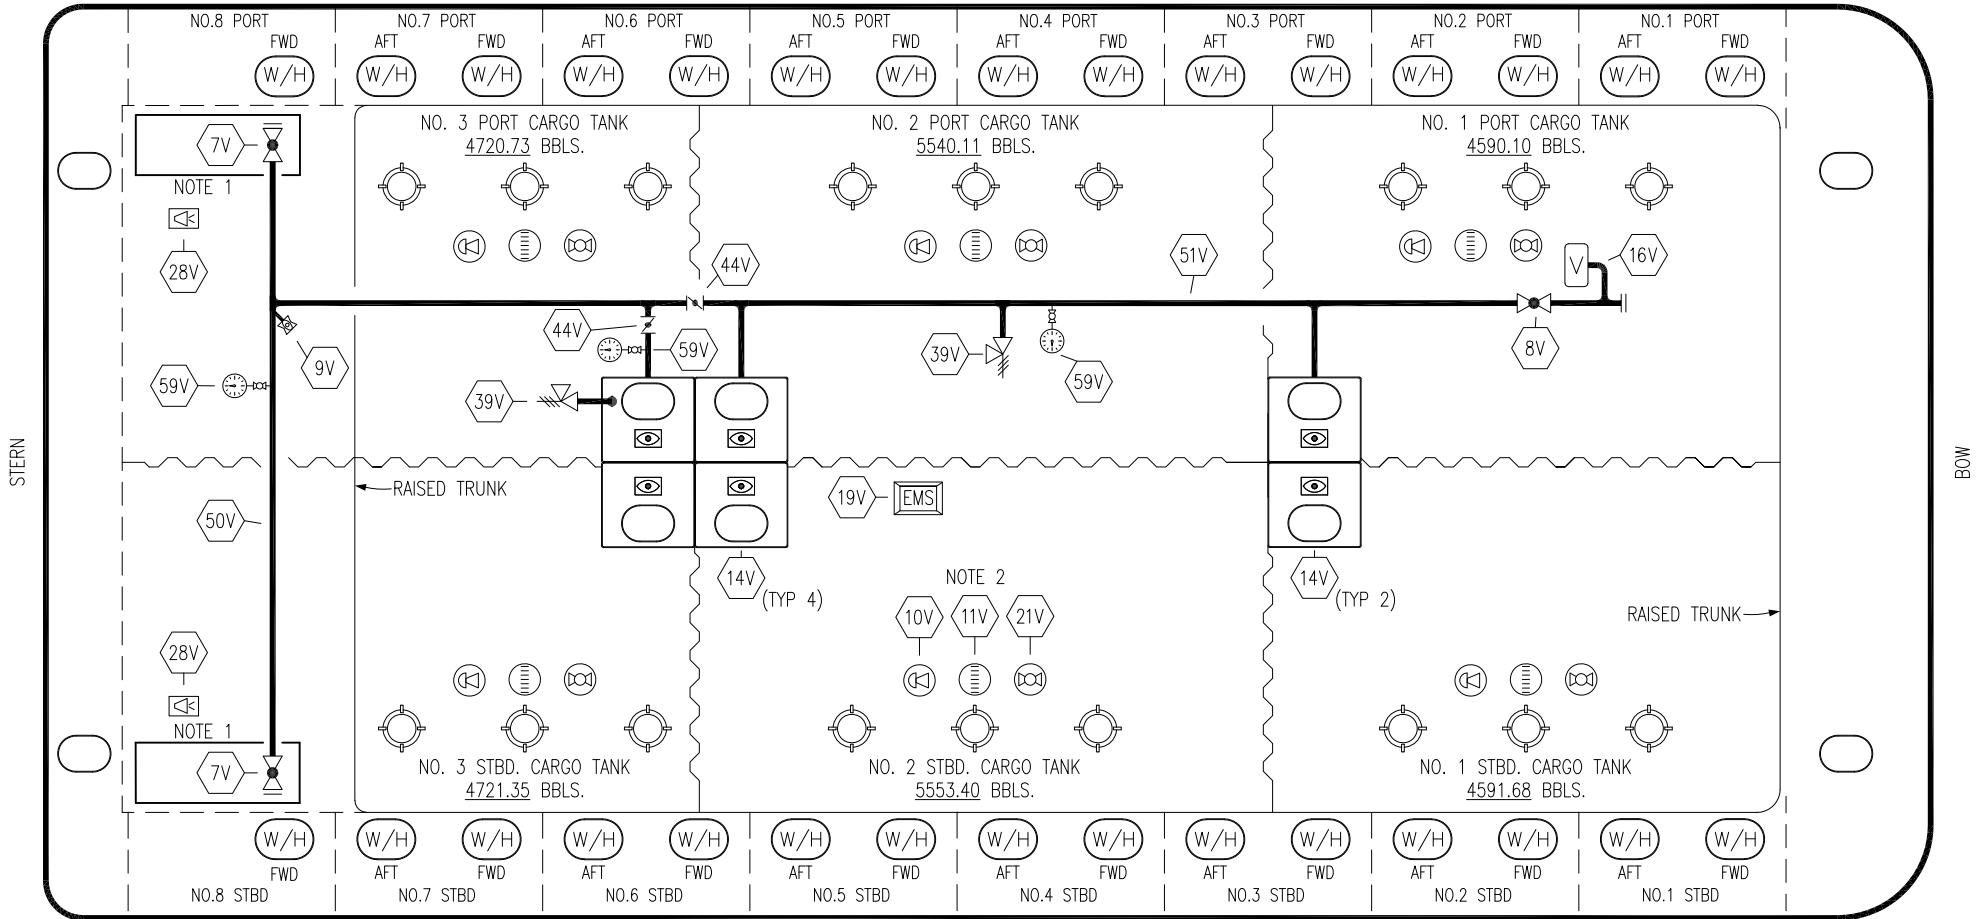 NO.8 PORT NO.7 PORT NO.6 PORT NO.5 PORT NO.4 PORT NO.3 PORT NO.2 PORT NO.1 PORT
FWD AFT FWD AFT FWD AFT FWD AFT FWD AFT FWD AFT FWD AFT FWD
W/H W/H W/H W/H W/H W/H W/H W/H W/H W/H W/H W/H W/H W/H W/H
NO. 3 PORT CARGO TANK
4720.73 BBLS.
NO. 2 PORT CARGO TANK
5540.11 BBLS.
NO. 1 PORT CARGO TANK
4590.10 BBLS.
7V
NOTE 1
28V
44V
51V
V
16V
44V
59V
9V
59V
39V
59V
8V
39V
STERN
BOW
RAISED TRUNK
19V
EMS
50V
14V
(TYP 4)
NOTE 2
10V 11V 21V
14V
(TYP 2)
RAISED TRUNK
28V
NOTE 1
7V
NO. 3 STBD. CARGO TANK
4721.35 BBLS.
NO. 2 STBD. CARGO TANK
5553.40 BBLS.
NO. 1 STBD. CARGO TANK
4591.68 BBLS.
W/H W/H W/H W/H W/H W/H W/H W/H W/H W/H W/H W/H W/H W/H W/H
FWD AFT FWD AFT FWD AFT FWD AFT FWD AFT FWD AFT FWD AFT FWD
NO.8 STBD NO.7 STBD NO.6 STBD NO.5 STBD NO.4 STBD NO.3 STBD NO.2 STBD NO.1 STBD